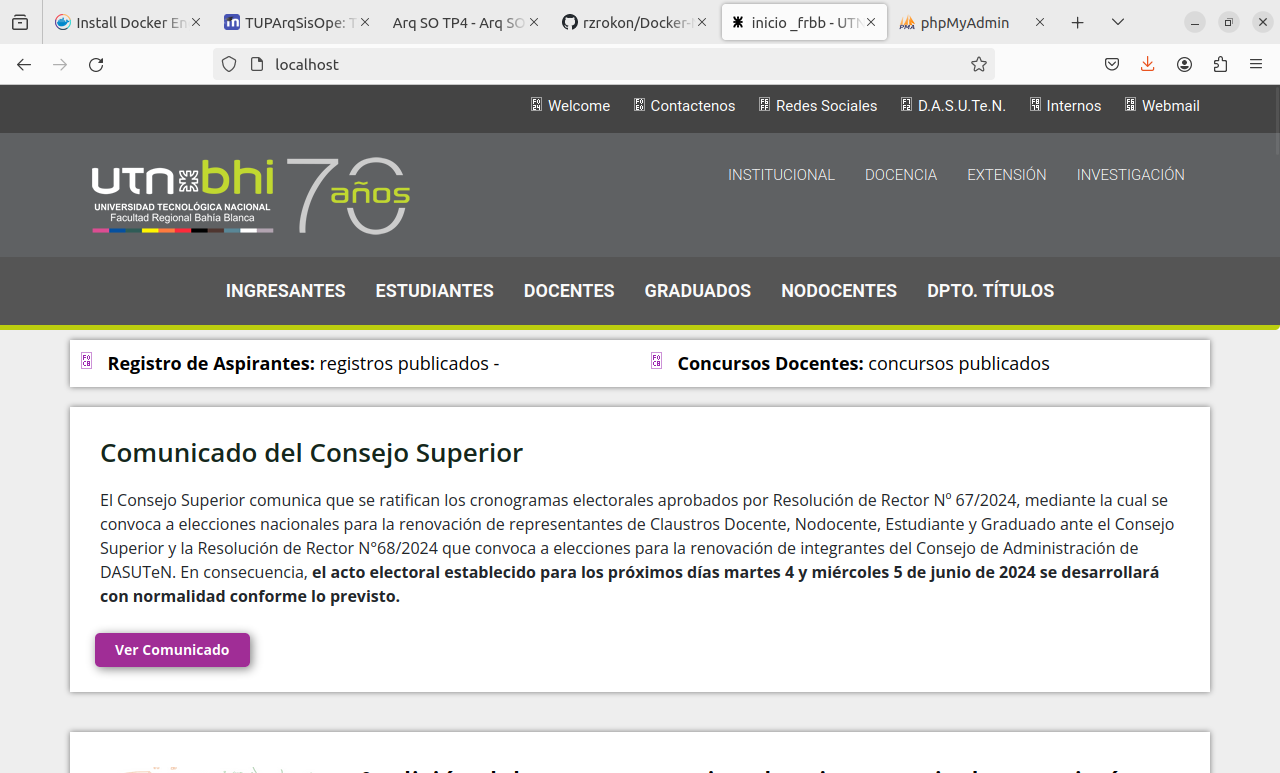 Install Docker En
TUPArqSisOpe: T
Arq SO TP4 - Arq SO
rzrokon/Docker-
inicio _frbb - UTN
phpMyAdmin
localhost
Welcome
Contactenos
Redes Sociales
D.A.S.U.Te.N.
Internos
Webmail
utn bhi 70 años
UNIVERSIDAD TECNOLÓGICA NACIONAL
Facultad Regional Bahía Blanca
INSTITUCIONAL
DOCENCIA
EXTENSIÓN
INVESTIGACIÓN
INGRESANTES
ESTUDIANTES
DOCENTES
GRADUADOS
NODOCENTES
DPTO. TÍTULOS
Registro de Aspirantes: registros publicados -
Concursos Docentes: concursos publicados
Comunicado del Consejo Superior
El Consejo Superior comunica que se ratifican los cronogramas electorales aprobados por Resolución de Rector Nº 67/2024, mediante la cual se
convoca a elecciones nacionales para la renovación de representantes de Claustros Docente, Nodocente, Estudiante y Graduado ante el Consejo
Superior y la Resolución de Rector N°68/2024 que convoca a elecciones para la renovación de integrantes del Consejo de Administración de
DASUTeN. En consecuencia, el acto electoral establecido para los próximos días martes 4 y miércoles 5 de junio de 2024 se desarrollará
con normalidad conforme lo previsto.
Ver Comunicado